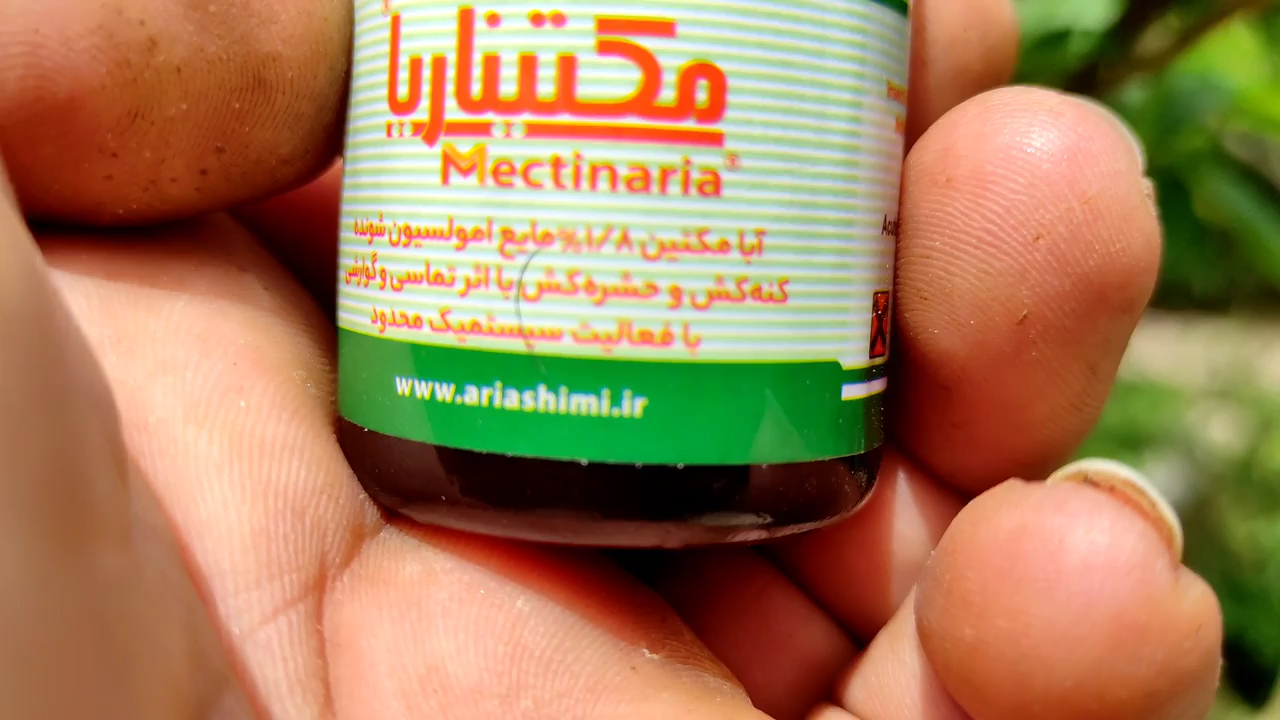 مکتیناریا
Mectinaria®
آبا مکتین ۱/۸٪ مایع امولسیون شونده
کنه‌کش و حشره‌کش با اثر تماسی و گوارشی
با فعالیت سیستمیک محدود
www.ariashimi.ir